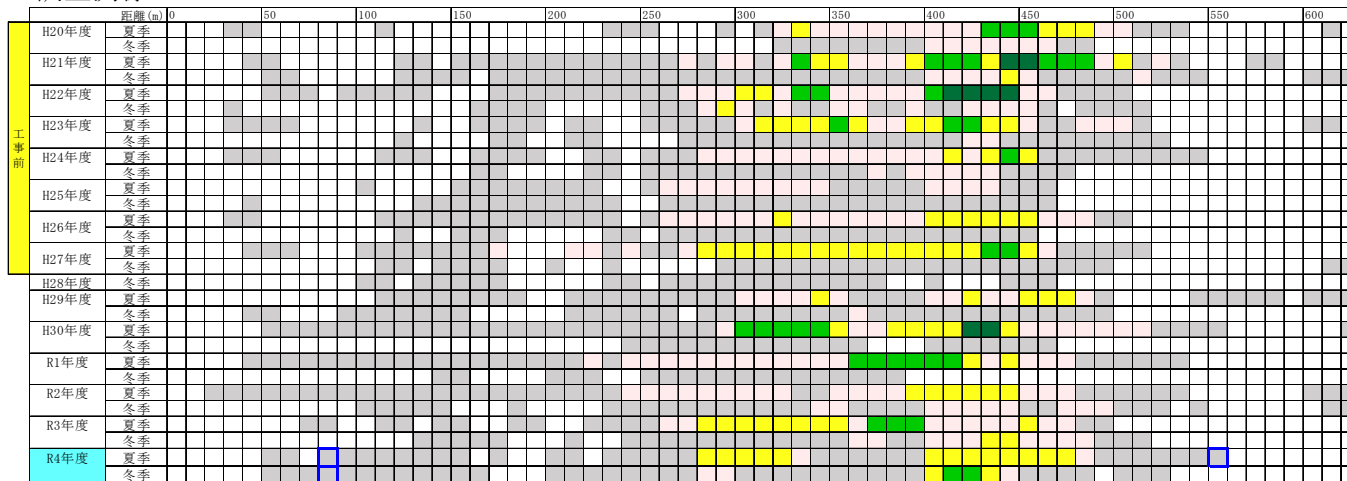 距離(m) 0 50 100 150 200 250 300 350 400 450 500 550 600
工事前
H20年度 夏季
冬季
H21年度 夏季
冬季
H22年度 夏季
冬季
H23年度 夏季
冬季
H24年度 夏季
冬季
H25年度 夏季
冬季
H26年度 夏季
冬季
H27年度 夏季
冬季
H28年度 冬季
H29年度 夏季
冬季
H30年度 夏季
冬季
R1年度 夏季
冬季
R2年度 夏季
冬季
R3年度 夏季
冬季
R4年度 夏季
冬季